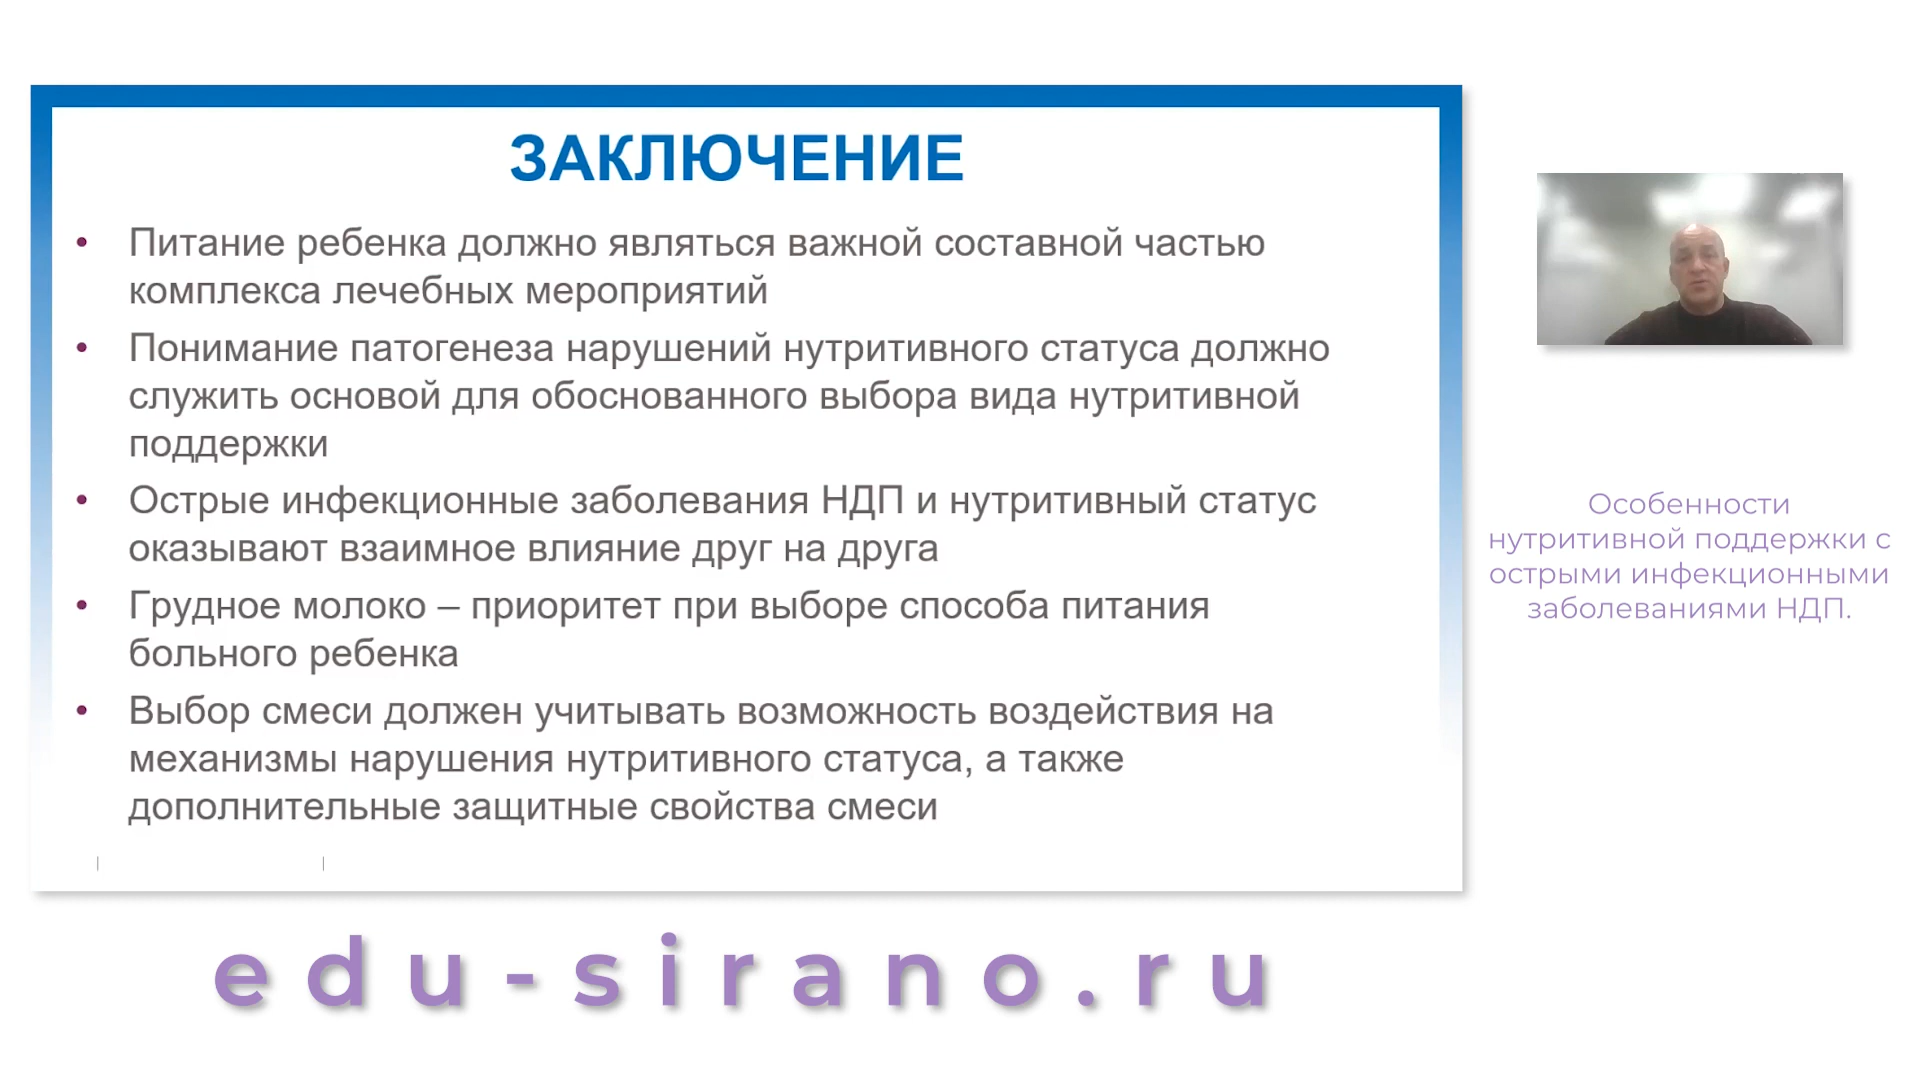 ЗАКЛЮЧЕНИЕ
• Питание ребенка должно являться важной составной частью
комплекса лечебных мероприятий
• Понимание патогенеза нарушений нутритивного статуса должно
служить основой для обоснованного выбора вида нутритивной
поддержки
• Острые инфекционные заболевания НДП и нутритивный статус
оказывают взаимное влияние друг на друга
• Грудное молоко – приоритет при выборе способа питания
больного ребенка
• Выбор смеси должен учитывать возможность воздействия на
механизмы нарушения нутритивного статуса, а также
дополнительные защитные свойства смеси
Особенности
нутритивной поддержки с
острыми инфекционными
заболеваниями НДП.
edu-sirano.ru